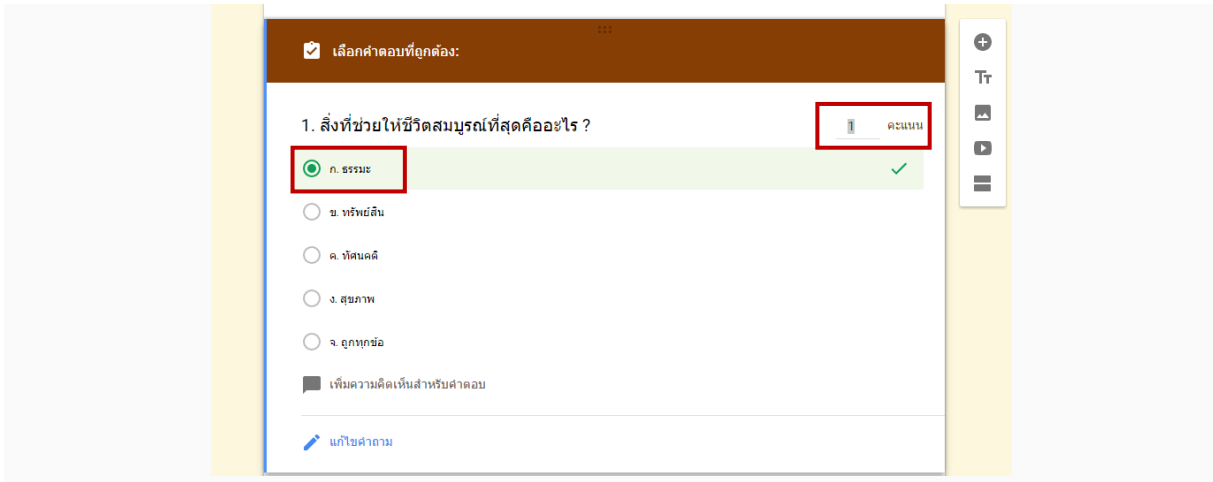 เลือกคำตอบที่ถูกต้อง:
1. สิ่งที่ช่วยให้ชีวิตสมบูรณ์ที่สุดคืออะไร ?
1 คะแนน
Tт
ก. ธรรมะ
ข. ทรัพย์สิน
ค. ทัศนคติ
ง. สุขภาพ
จ. ถูกทุกข้อ
เพิ่มความคิดเห็นสำหรับคำตอบ
แก้ไขคำถาม